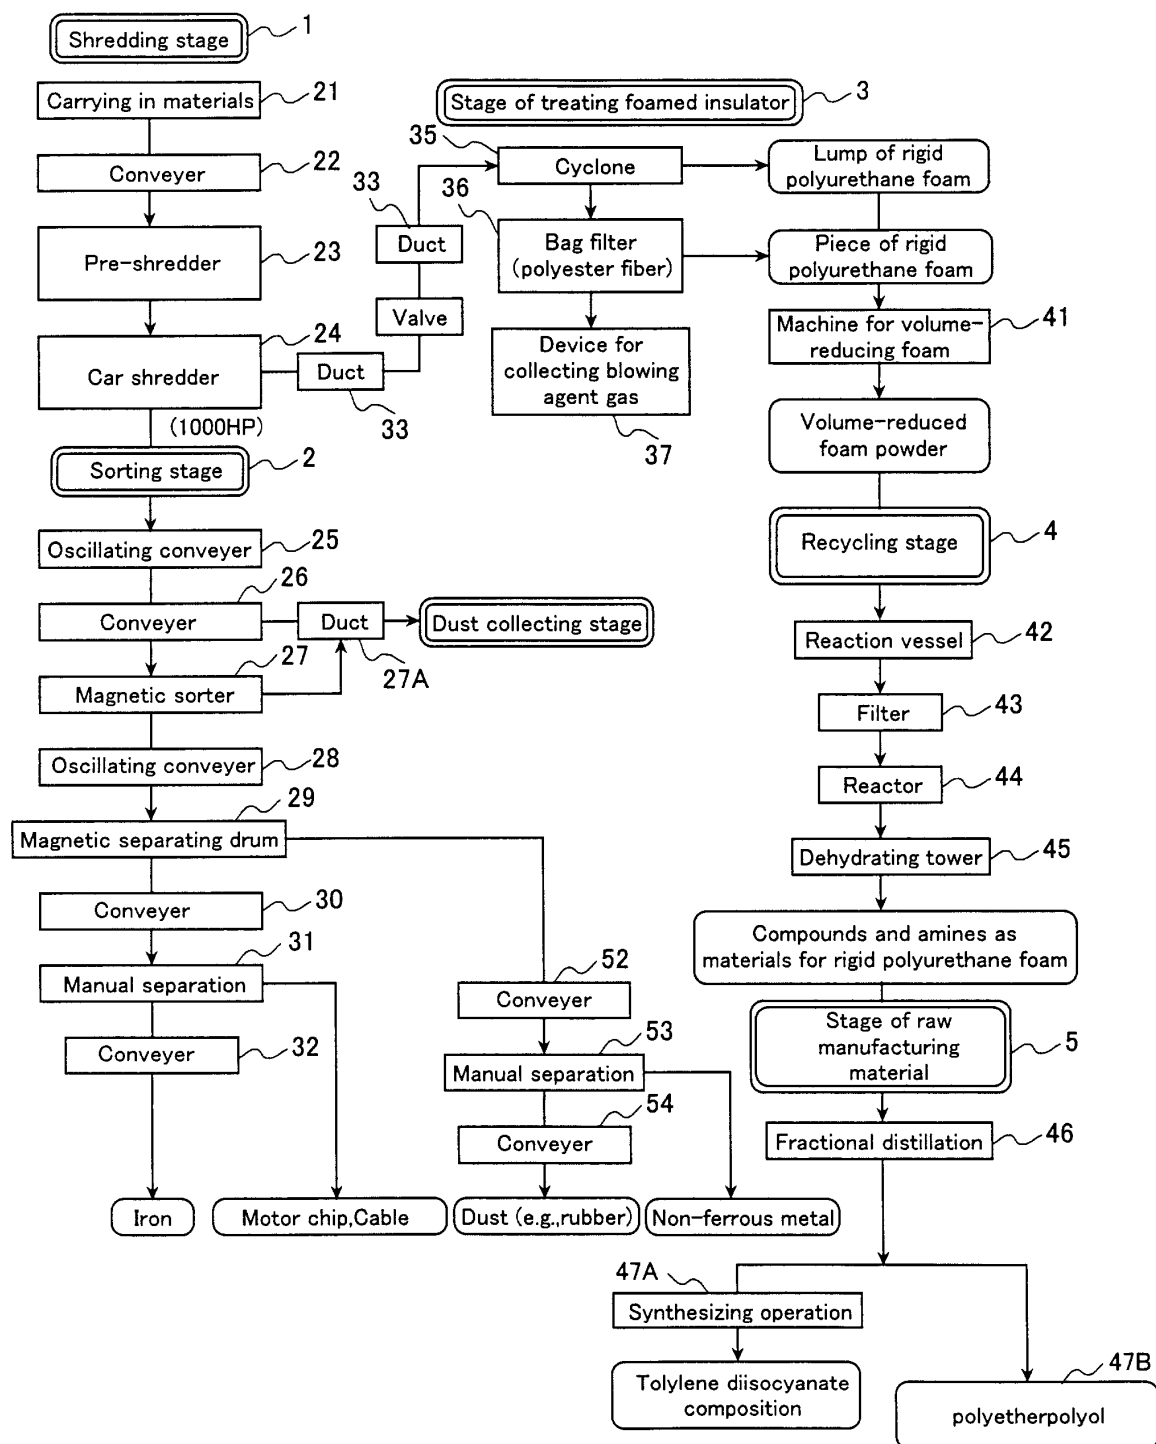 Shredding stage
1
Carrying in materials
21
Conveyer
22
Pre-shredder
23
Car shredder
24
(1000HP)
Duct
33
Valve
Duct
33
Stage of treating foamed insulator
3
Cyclone
35
Bag filter
(polyester fiber)
36
Device for
collecting blowing
agent gas
37
Lump of rigid
polyurethane foam
Piece of rigid
polyurethane foam
Machine for volume-
reducing foam
41
Volume-reduced
foam powder
Sorting stage
2
Oscillating conveyer
25
Conveyer
26
Duct
27A
Dust collecting stage
Magnetic sorter
27
Oscillating conveyer
28
Magnetic separating drum
29
Conveyer
30
Manual separation
31
Conveyer
32
Iron
Motor chip,Cable
Conveyer
52
Manual separation
53
Conveyer
54
Dust (e.g.,rubber)
Non-ferrous metal
Recycling stage
4
Reaction vessel
42
Filter
43
Reactor
44
Dehydrating tower
45
Compounds and amines as
materials for rigid polyurethane foam
Stage of raw
manufacturing
material
5
Fractional distillation
46
47A
Synthesizing operation
Tolylene diisocyanate
composition
47B
polyetherpolyol